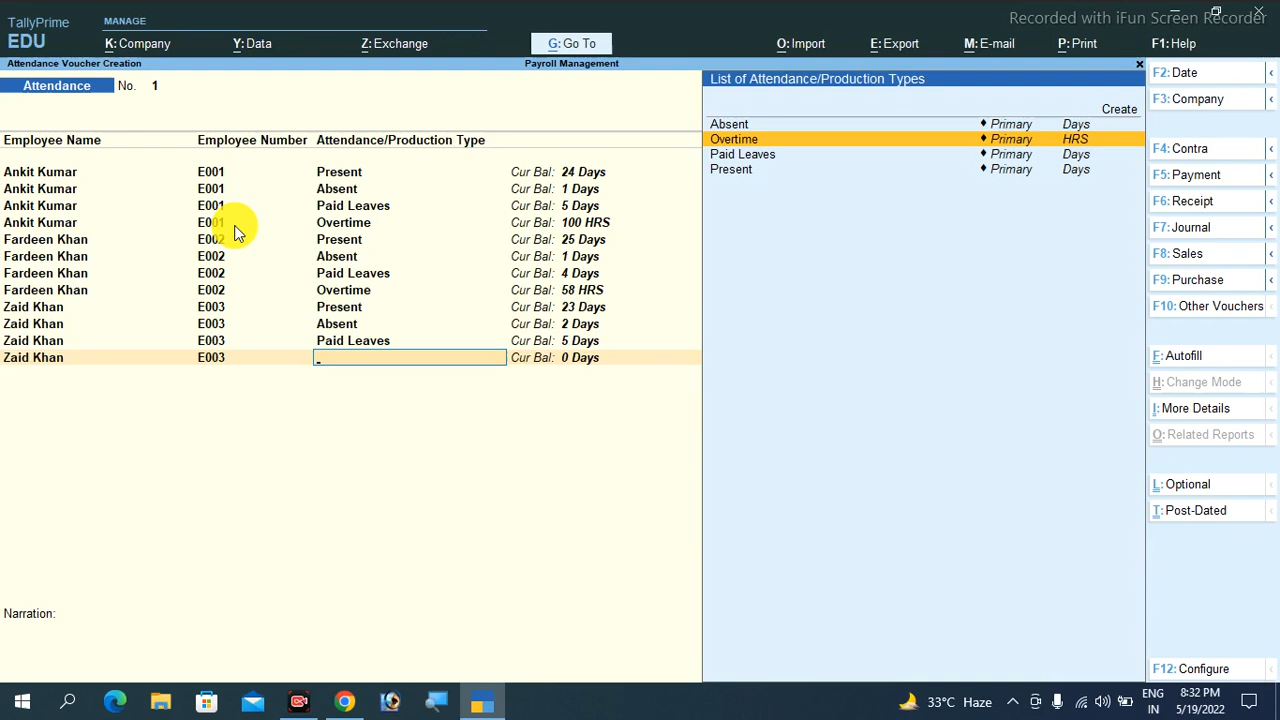 Recorded with iFun Screen Recorder
TallyPrime
EDU
MANAGE
K: Company
Y: Data
Z: Exchange
G: Go To
O: Import
E: Export
M: E-mail
P: Print
F1: Help
Attendance Voucher Creation
Payroll Management
Attendance No. 1
Employee Name Employee Number Attendance/Production Type
Ankit Kumar E001 Present Cur Bal: 24 Days
Ankit Kumar E001 Absent Cur Bal: 1 Days
Ankit Kumar E001 Paid Leaves Cur Bal: 5 Days
Ankit Kumar E001 Overtime Cur Bal: 100 HRS
Fardeen Khan E002 Present Cur Bal: 25 Days
Fardeen Khan E002 Absent Cur Bal: 1 Days
Fardeen Khan E002 Paid Leaves Cur Bal: 4 Days
Fardeen Khan E002 Overtime Cur Bal: 58 HRS
Zaid Khan E003 Present Cur Bal: 23 Days
Zaid Khan E003 Absent Cur Bal: 2 Days
Zaid Khan E003 Paid Leaves Cur Bal: 5 Days
Zaid Khan E003 Cur Bal: 0 Days
Narration:
List of Attendance/Production Types
Create
Absent ♦ Primary Days
Overtime ♦ Primary HRS
Paid Leaves ♦ Primary Days
Present ♦ Primary Days
F2: Date
F3: Company
F4: Contra
F5: Payment
F6: Receipt
F7: Journal
F8: Sales
F9: Purchase
F10: Other Vouchers
F: Autofill
H: Change Mode
I: More Details
O: Related Reports
L: Optional
T: Post-Dated
F12: Configure
33°C Haze
ENG
IN
8:32 PM
5/19/2022